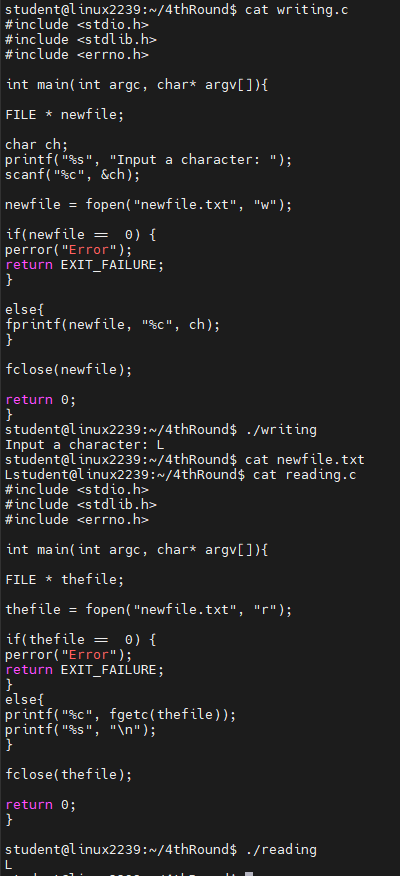 student@linux2239:~/4thRound$ cat writing.c
#include <stdio.h>
#include <stdlib.h>
#include <errno.h>
int main(int argc, char* argv[]){
FILE * newfile;
char ch;
printf("%s", "Input a character: ");
scanf("%c", &ch);
newfile = fopen("newfile.txt", "w");
if(newfile == 0) {
perror("Error");
return EXIT_FAILURE;
}
else{
fprintf(newfile, "%c", ch);
}
fclose(newfile);
return 0;
}
student@linux2239:~/4thRound$ ./writing
Input a character: L
student@linux2239:~/4thRound$ cat newfile.txt
Lstudent@linux2239:~/4thRound$ cat reading.c
#include <stdio.h>
#include <stdlib.h>
#include <errno.h>
int main(int argc, char* argv[]){
FILE * thefile;
thefile = fopen("newfile.txt", "r");
if(thefile == 0) {
perror("Error");
return EXIT_FAILURE;
}
else{
printf("%c", fgetc(thefile));
printf("%s", "\n");
}
fclose(thefile);
return 0;
}
student@linux2239:~/4thRound$ ./reading
L